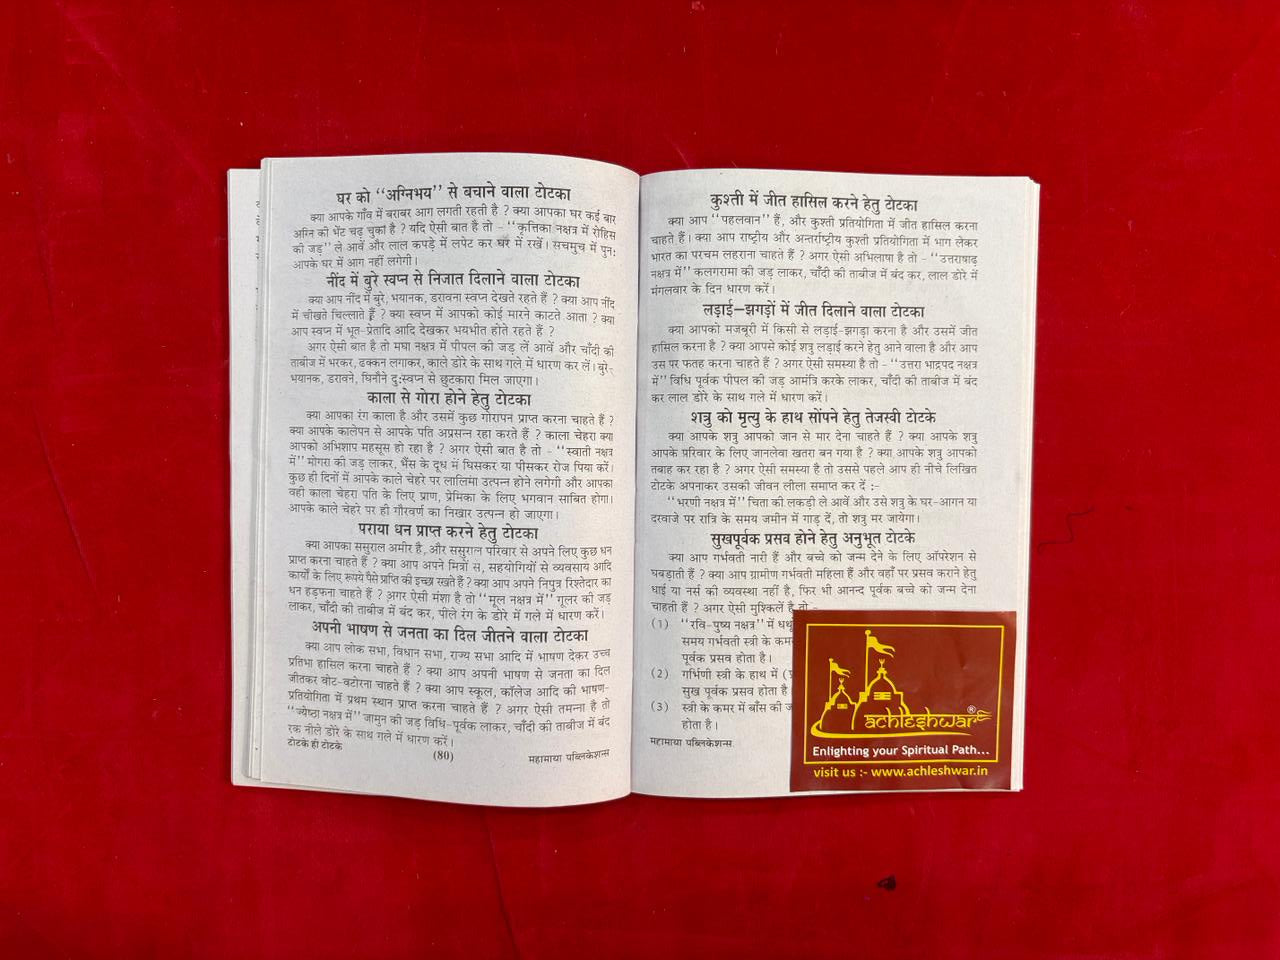 घर को ‘‘अग्निभय’’ से बचाने वाला टोटका
क्या आपके गाँव में बराबर आग लगती रहती है ? क्या आपका घर कई बार
अग्नि की भेंट चढ़ चुका है ? यदि ऐसी बात है तो - ‘‘कृत्तिका नक्षत्र में रोहिस
की जड़’’ ले आवें और लाल कपड़े में लपेट कर घर में रखें। सचमुच में पुन:
आपके घर में आग नहीं लगेगी।
नींद में बुरे स्वप्न से निजात दिलाने वाला टोटका
क्या आप नींद में बुरे, भयानक, डरावना स्वप्न देखते रहते हैं ? क्या आप नींद
में चीखते चिल्लाते हैं ? क्या स्वप्न में आपको कोई मारने काटते आता ? क्या
आप स्वप्न में भूत-प्रेतादि आदि देखकर भयभीत होते रहते हैं ?
अगर ऐसी बात है तो मघा नक्षत्र में पीपल की जड़ लें आवें और चाँदी की
ताबीज में भरकर, ढक्कन लगाकर, काले डोरे के साथ गले में धारण कर लें। बुरे-
भयानक, डरावने, घिनौने दु:स्वप्न से छुटकारा मिल जाएगा।
काला से गोरा होने हेतु टोटका
क्या आपका रंग काला है और उसमें कुछ गोरापन प्राप्त करना चाहते हैं ?
क्या आपके कालेपन से आपके पति अप्रसन्न रहा करते हैं ? काला चेहरा क्या
आपको अभिशाप महसूस हो रहा है ? अगर ऐसी बात है तो - ‘‘स्वाती नक्षत्र
में’’ मोगरा की जड़ लाकर, भैंस के दूध में घिसकर या पीसकर रोज पिया करें।
कुछ ही दिनों में आपके काले चेहरे पर लालिमा उत्पन्न होने लगेगी और आपका
वही काला चेहरा पति के लिए प्राण, प्रेमिका के लिए भगवान साबित होगा।
आपके काले चेहरे पर ही गौरवर्ण का निखार उत्पन्न हो जाएगा।
पराया धन प्राप्त करने हेतु टोटका
क्या आपका ससुराल अमीर है, और ससुराल परिवार से अपने लिए कुछ धन
प्राप्त करना चाहते हैं ? क्या आप अपने मित्रों से, सहयोगियों से व्यवसाय आदि
कार्यों के लिए रूपये पैसे प्राप्ति की इच्छा रखते हैं ? क्या आप अपने निपुत्र रिश्तेदार का
धन हड़फना चाहते हैं ? अगर ऐसी मंशा है तो ‘‘मूल नक्षत्र में’’ गूलर की जड़
लाकर, चाँदी की ताबीज में बंद कर, पीले रंग के डोरे में गले में धारण करें।
अपनी भाषण से जनता का दिल जीतने वाला टोटका
क्या आप लोक सभा, विधान सभा, राज्य सभा आदि में भाषण देकर उच्च
प्रतिभा हासिल करना चाहते हैं ? क्या आप अपनी भाषण से जनता का दिल
जीतकर वोट-वटोरना चाहते हैं ? क्या आप स्कूल, कॉलेज आदि की भाषण-
प्रतियोगिता में प्रथम स्थान प्राप्त करना चाहते हैं ? अगर ऐसी तमन्ना है तो
‘‘ज्येष्ठा नक्षत्र में’’ जामुन की जड़ विधि-पूर्वक लाकर, चाँदी की ताबीज में बंद
रक नीले डोरे के साथ गले में धारण करें।
टोटके ही टोटके
(80)
महामाया पब्लिकेशन्स
कुश्ती में जीत हासिल करने हेतु टोटका
क्या आप ‘‘पहलवान’’ हैं, और कुश्ती प्रतियोगिता में जीत हासिल करना
चाहते हैं। क्या आप राष्ट्रीय और अन्तर्राष्ट्रीय कुश्ती प्रतियोगिता में भाग लेकर
भारत का परचम लहराना चाहते हैं ? अगर ऐसी अभिलाषा है तो - ‘‘उत्तराषाढ़
नक्षत्र में’’ कलगरामा की जड़ लाकर, चाँदी की ताबीज में बंद कर, लाल डोरे में
मंगलवार के दिन धारण करें।
लड़ाई–झगड़ों में जीत दिलाने वाला टोटका
क्या आपको मजबूरी में किसी से लड़ाई-झगड़ा करना है और उसमें जीत
हासिल करना है ? क्या आपसे कोई शत्रु लड़ाई करने हेतु आने वाला है और आप
उस पर फतह करना चाहते हैं ? अगर ऐसी समस्या है तो - ‘‘उत्तरा भाद्रपद नक्षत्र
में’’ विधि पूर्वक पीपल की जड़ आमंत्रि करके लाकर, चाँदी की ताबीज में बंद
कर लाल डोरे के साथ गले में धारण करें।
शत्रु को मृत्यु के हाथ सोंपने हेतु तेजस्वी टोटके
क्या आपके शत्रु आपको जान से मार देना चाहते हैं ? क्या आपके शत्रु
आपके परिवार के लिए जानलेवा खतरा बन गया है ? क्या आपके शत्रु आपको
तबाह कर रहा है ? अगर ऐसी समस्या है तो उससे पहले आप ही नीचे लिखित
टोटके अपनाकर उसकी जीवन लीला समाप्त कर दें :-
‘‘भरणी नक्षत्र में’’ चिता की लकड़ी ले आवें और उसे शत्रु के घर-आगन या
दरवाजे पर रात्रि के समय जमीन में गाड़ दें, तो शत्रु मर जायेगा।
सुखपूर्वक प्रसव होने हेतु अनुभूत टोटके
क्या आप गर्भवती नारी हैं और बच्चे को जन्म देने के लिए ऑपरेशन से
घबड़ाती हैं ? क्या आप ग्रामीण गर्भवती महिला हैं और वहाँ पर प्रसव कराने हेतु
धाई या नर्स की व्यवस्था नहीं है, फिर भी आनन्द पूर्वक बच्चे को जन्म देना
चाहती हैं ? अगर ऐसी मुश्किलें है तो -
(1) ‘‘रवि-पुष्य नक्षत्र’’ में
समय गर्भवती स्त्री के कमर
पूर्वक प्रसव होता है।
(2) गर्भिणी स्त्री के हाथ में
सुख पूर्वक प्रसव होता है
(3) स्त्री के कमर में बाँस की
होता है।
महामाया पब्लिकेशन्स
achleshwar®
Enlighting your Spiritual Path...
visit us :- www.achleshwar.in